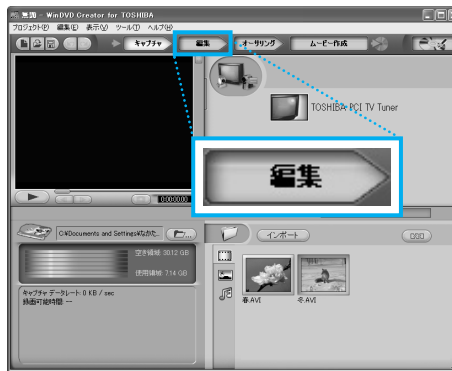 無題 - WinDVD Creator for TOSHIBA
プロジェクト(P) 編集(E) 表示(V) ツール(T) ヘルプ(H)
キャプチャ 編集 オーサリング ムービー作成
TOSHIBA PCI TV Tuner
編集
C:¥Documents and Settings¥なかた...
空き領域: 30.12 GB
使用領域: 7.14 GB
キャプチャ データレート 0 KB / sec
録画可能時間: --
インポート
春.AVI 冬.AVI